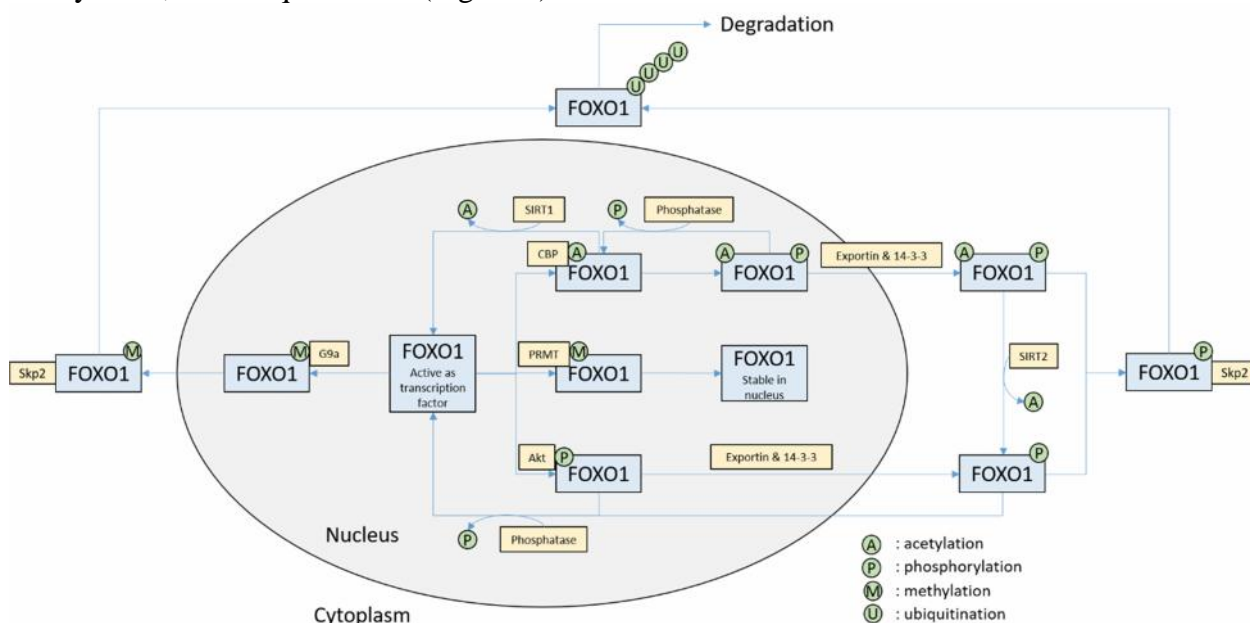 Degradation
U U U U
FOXO1
A
SIRT1
P
Phosphatase
CBP
A
FOXO1
A
P
FOXO1
Exportin & 14-3-3
A
P
FOXO1
Skp2
M
FOXO1
M
G9a
FOXO1
FOXO1
Active as
transcription
factor
PRMT
M
FOXO1
FOXO1
Stable in
nucleus
SIRT2
A
P
FOXO1
Skp2
Akt
P
FOXO1
Exportin & 14-3-3
P
FOXO1
P
Phosphatase
Nucleus
Cytoplasm
A : acetylation
P : phosphorylation
M : methylation
U : ubiquitination